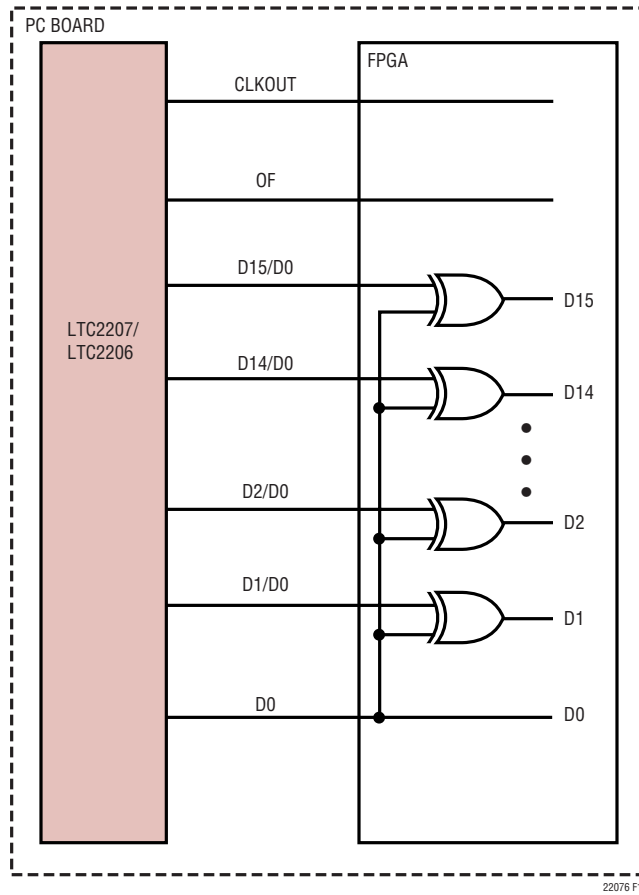 PC BOARD
FPGA
CLKOUT
OF
D15/D0
D15
LTC2207/
LTC2206
D14/D0
D14
D2/D0
D2
D1/D0
D1
D0
D0
22076